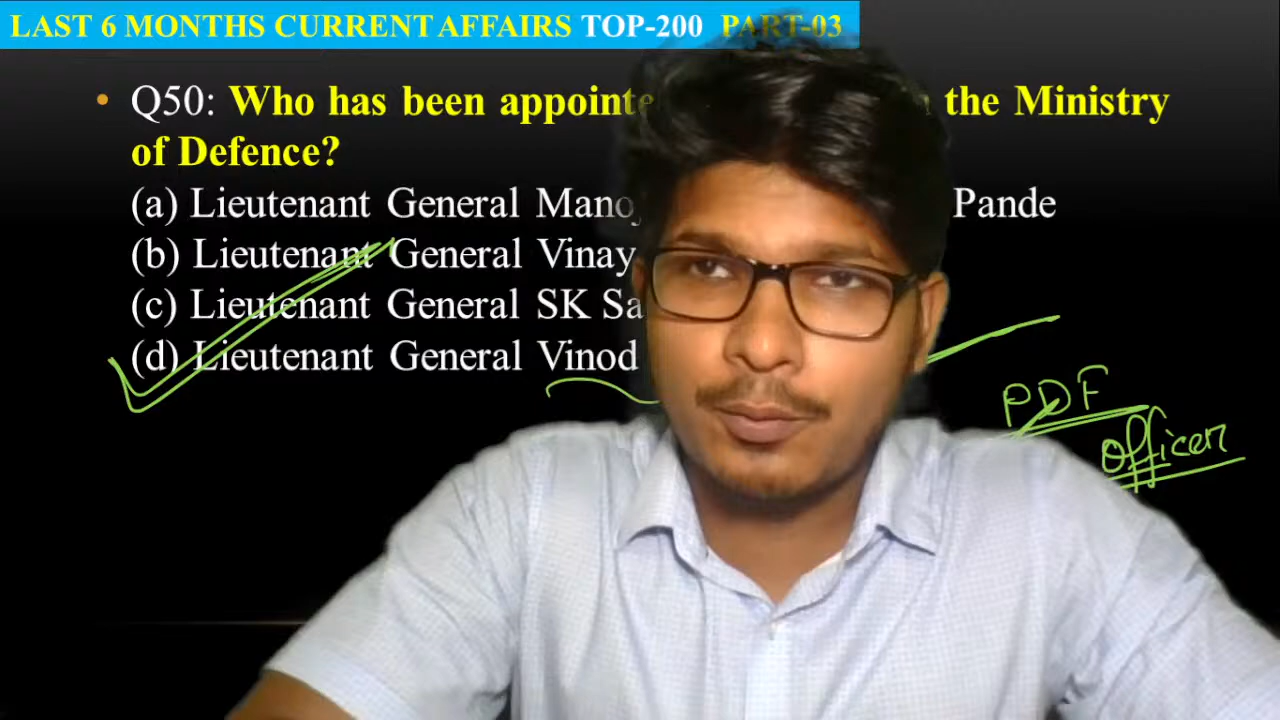 LAST 6 MONTHS CURRENT AFFAIRS TOP-200 PART-03
• Q50: Who has been appointe the Ministry
of Defence?
(a) Lieutenant General Mano Pande
(b) Lieutenant General Vinay
(c) Lieutenant General SK Sa
(d) Lieutenant General Vinod
PDF
officer